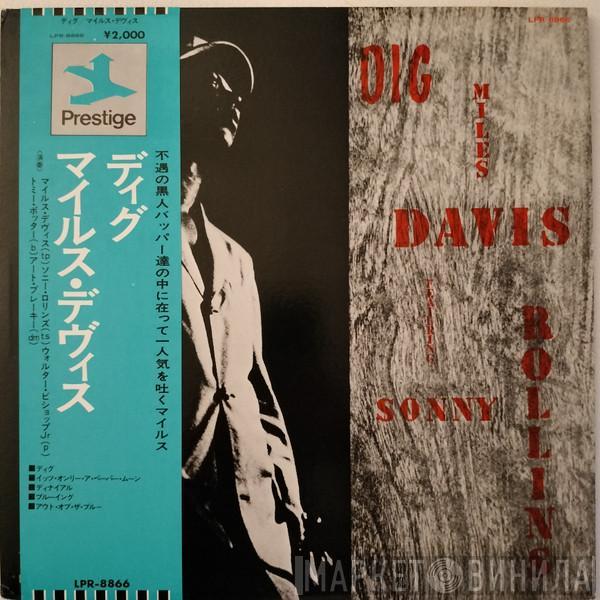 ディグ／マイルス・デヴィス
LPR-8866 ¥2,000
Prestige
ディグ
マイルス・デヴィス
不遇の黒人バッパー達の中に在って一人気を吐くマイルス
〈演奏〉マイルス・デヴィス(tp)ソニー・ロリンズ(ts)ウォルター・ビショップJr(p)
トミー・ポッター(b)アート・ブレーキー(dm)
■ディグ
■イッツ・オンリー・ア・ペーパー・ムーン
■ディナイアル
■ブルーイング
■アウト・オブ・ザ・ブルー
LPR-8866
LPR-8866
DIG
MILES
DAVIS
FEATURING
SONNY
ROLLINS
МАРКЕТ ВИНИЛА